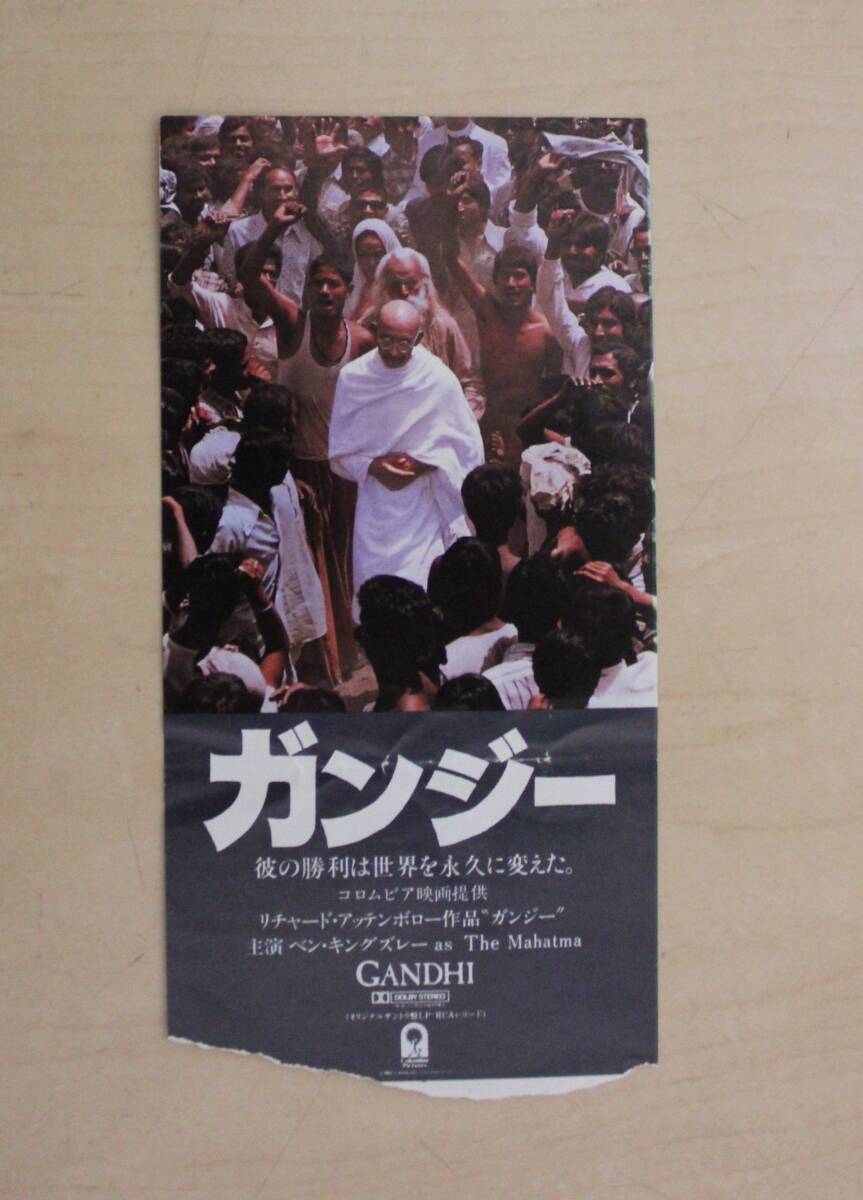 ガンジー
彼の勝利は世界を永久に変えた。
コロムビア映画提供
リチャード・アッテンボロー作品〝ガンジー〟
主演 ベン・キングズレー as The Mahatma
GANDHI
DOLBY STEREO
(オリジナルサントラ盤LP/RCAレコード)
Columbia
Pictures